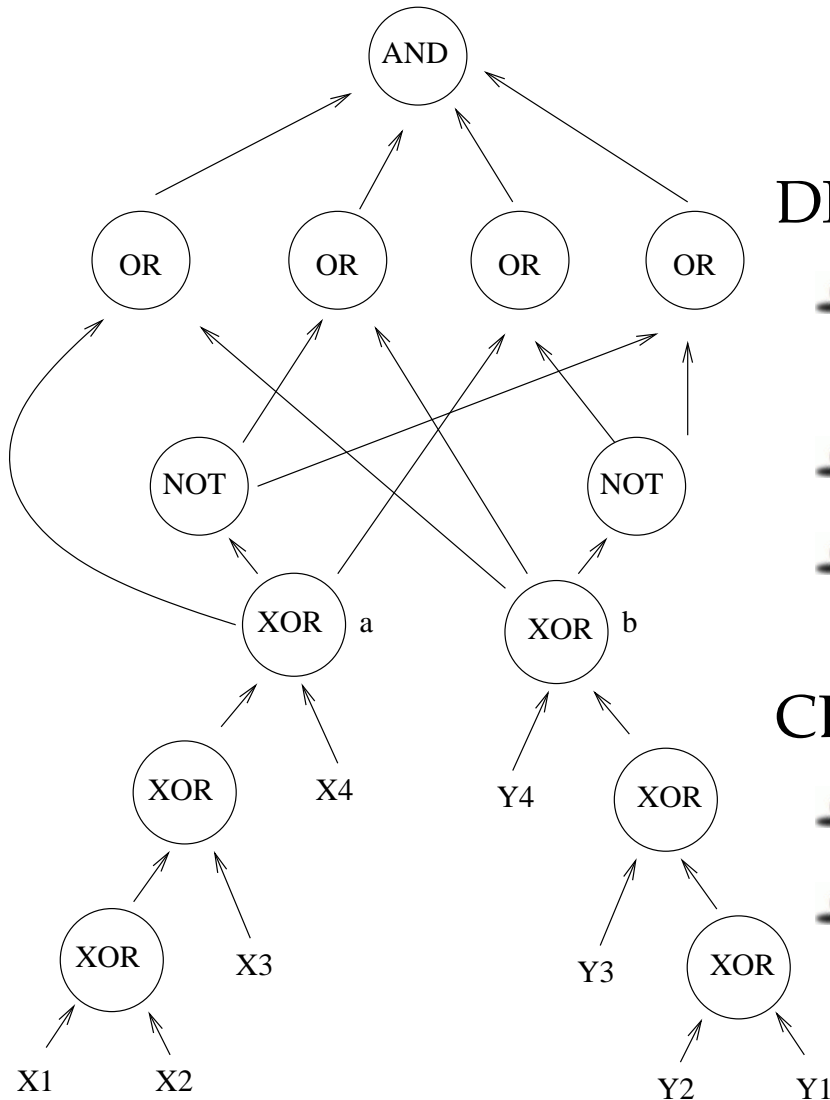 AND
OR OR OR OR
NOT NOT
XOR a XOR b
XOR X4 Y4 XOR
XOR X3 Y3 XOR
X1 X2 Y2 Y1